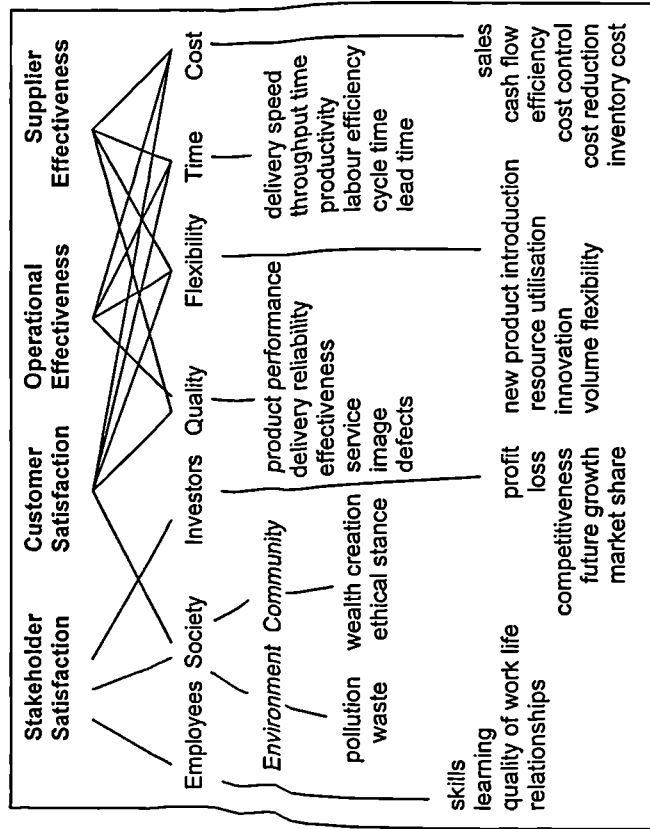 Stakeholder
Satisfaction
Customer
Satisfaction
Operational
Effectiveness
Supplier
Effectiveness
Employees
Society
Investors
Quality
Flexibility
Time
Cost
Environment
Community
pollution
waste
wealth creation
ethical stance
product performance
delivery reliability
effectiveness
service
image
defects
delivery speed
throughput time
productivity
labour efficiency
cycle time
lead time
skills
learning
quality of work life
relationships
profit
loss
competitiveness
future growth
market share
new product introduction
resource utilisation
innovation
volume flexibility
sales
cash flow
efficiency
cost control
cost reduction
inventory cost